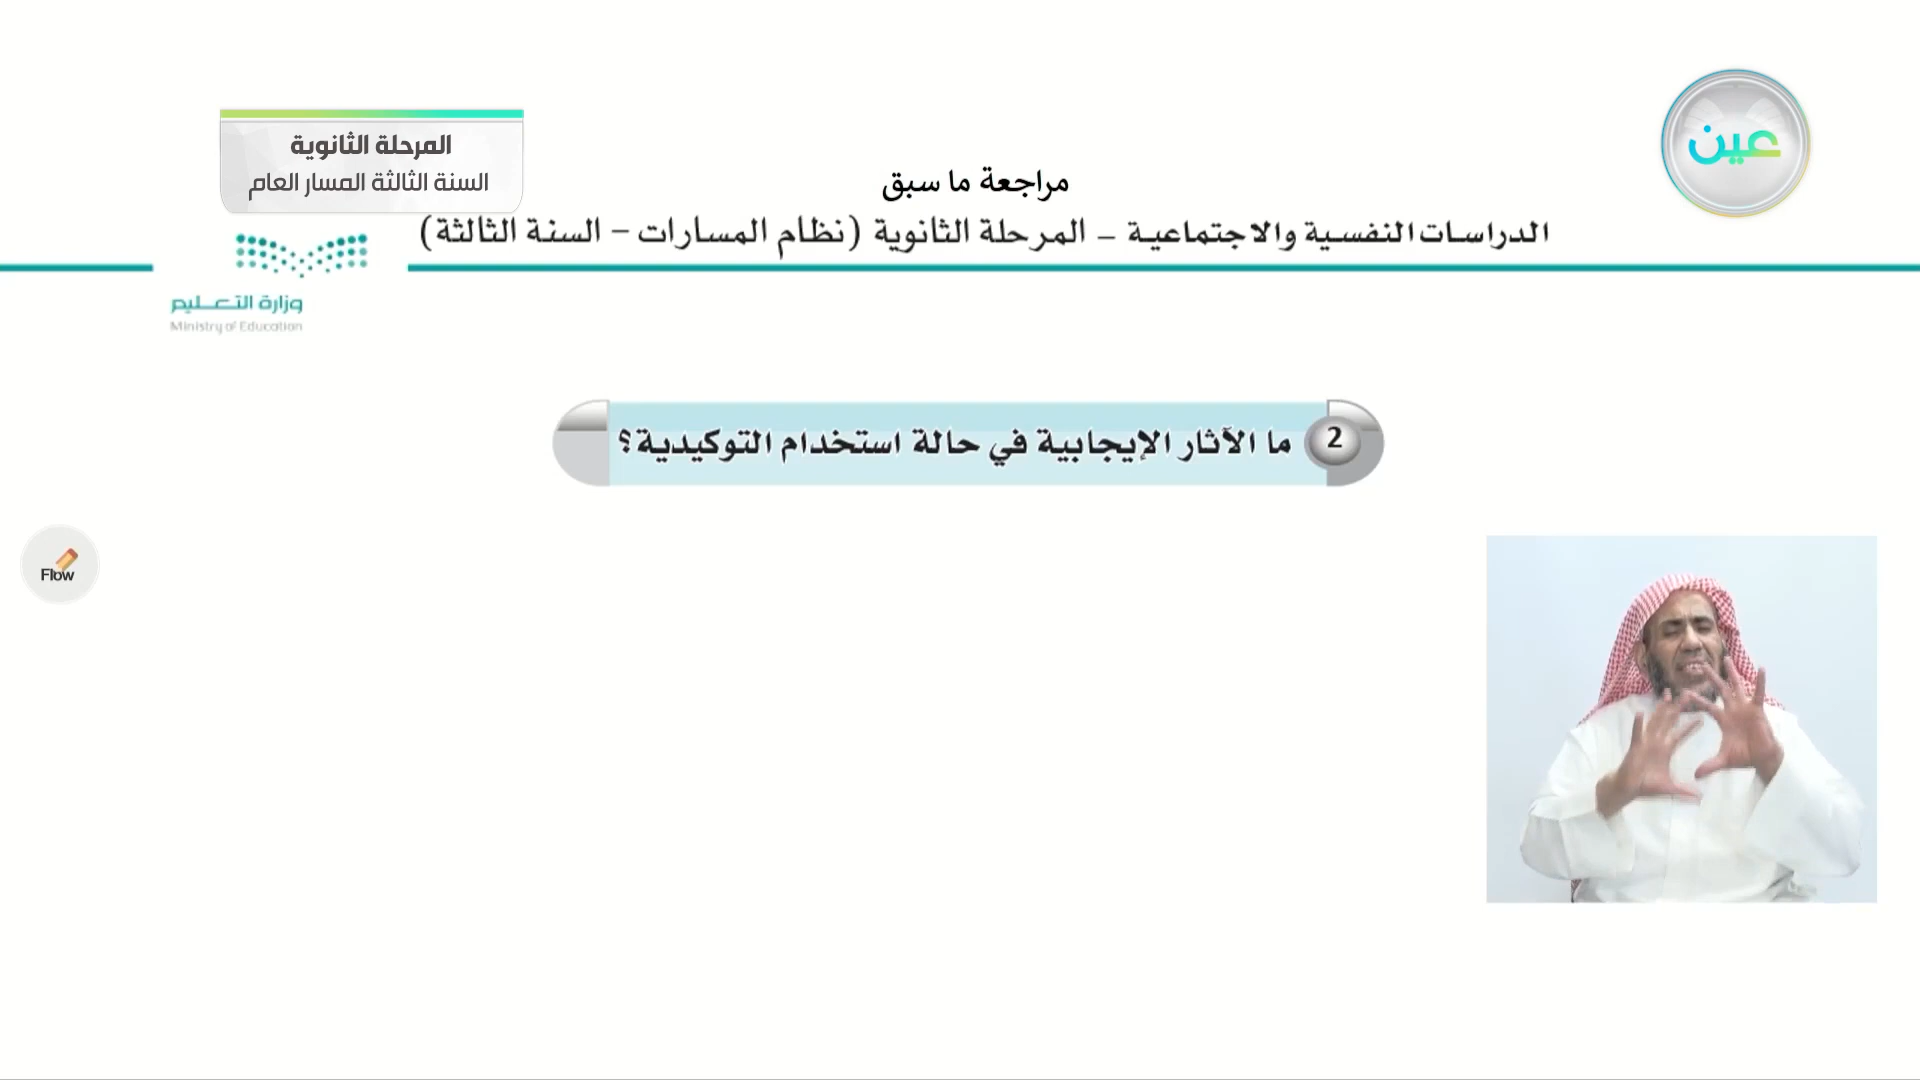 عين
المرحلة الثانوية
السنة الثالثة المسار العام
مراجعة ما سبق
الدراسات النفسية والاجتماعية – المرحلة الثانوية (نظام المسارات – السنة الثالثة)
وزارة التعليم
Ministry of Education
2 ما الآثار الإيجابية في حالة استخدام التوكيدية؟
Flow